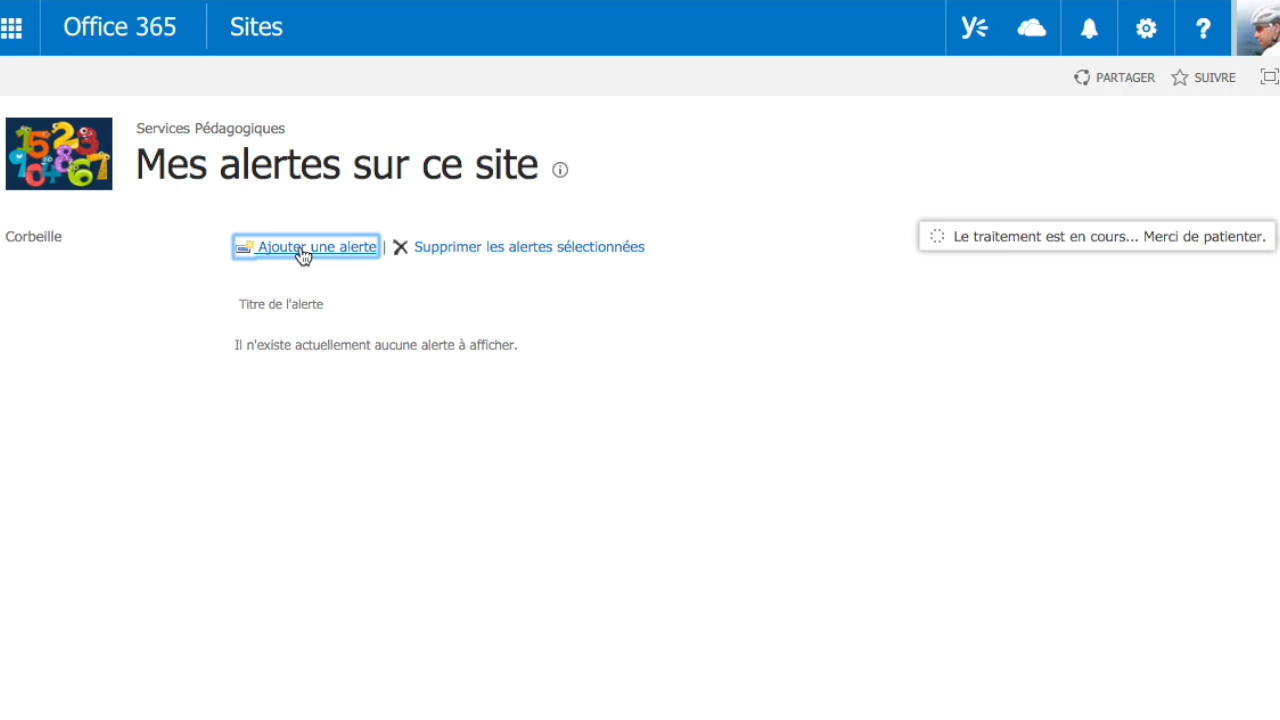 Office 365
Sites
PARTAGER
SUIVRE
Services Pédagogiques
Mes alertes sur ce site
Corbeille
Ajouter une alerte | Supprimer les alertes sélectionnées
Le traitement est en cours... Merci de patienter.
Titre de l'alerte
Il n'existe actuellement aucune alerte à afficher.